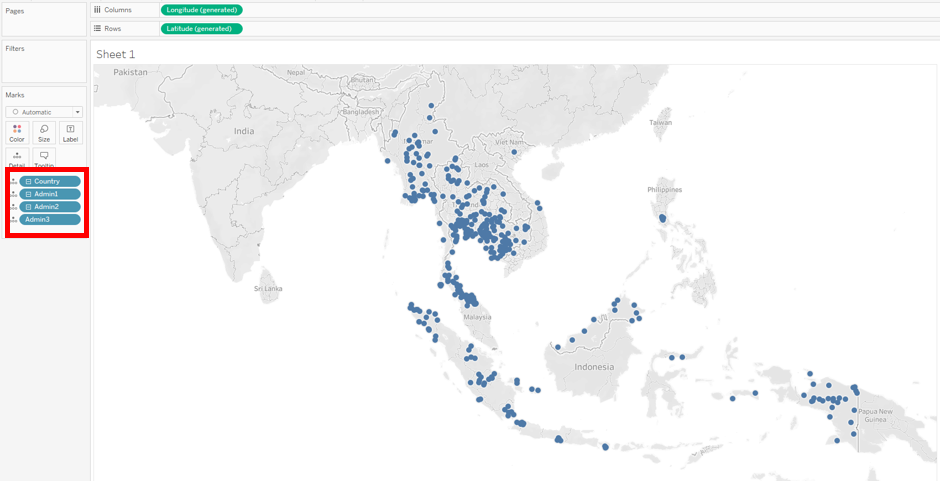 Pages
Columns
Longitude (generated)
Rows
Latitude (generated)
Filters
Sheet 1
Marks
Automatic
Color
Size
Label
Detail
Tooltip
Country
Admin1
Admin2
Admin3
Pakistan
Nepal
Bhutan
Bangladesh
India
Taiwan
Viet Nam
Laos
Philippines
Sri Lanka
Malaysia
Indonesia
Papua New
Guinea